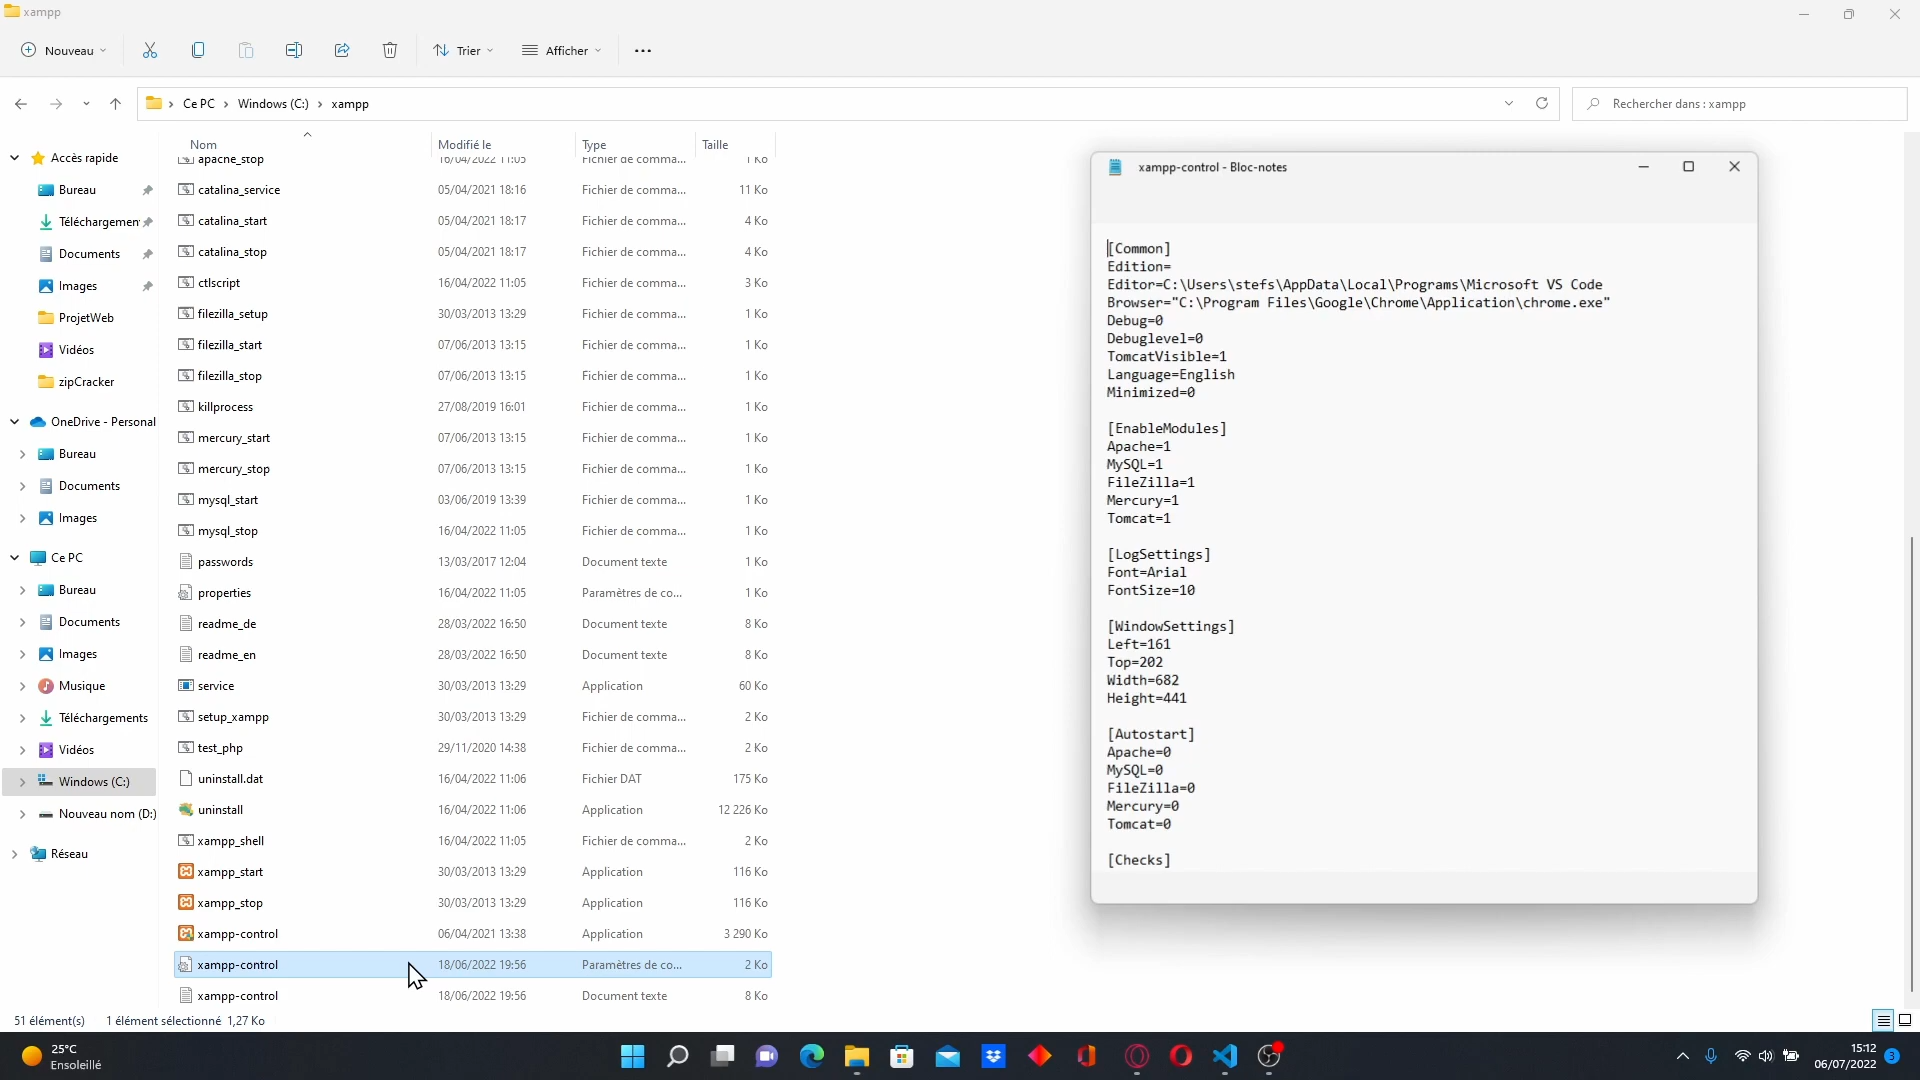 xampp
Nouveau
Trier
Afficher
Ce PC
Windows (C:)
xampp
Rechercher dans : xampp
Nom
Modifié le
Type
Taille
Accès rapide
Bureau
Téléchargemen
Documents
Images
ProjetWeb
Vidéos
zipCracker
OneDrive - Personal
Bureau
Documents
Images
Ce PC
Bureau
Documents
Images
Musique
Téléchargements
Vidéos
Windows (C:)
Nouveau nom (D:)
Réseau
apache_stop 16/04/2022 11:05 Fichier de comma... 1 Ko
catalina_service 05/04/2021 18:16 Fichier de comma... 11 Ko
catalina_start 05/04/2021 18:17 Fichier de comma... 4 Ko
catalina_stop 05/04/2021 18:17 Fichier de comma... 4 Ko
ctlscript 16/04/2022 11:05 Fichier de comma... 3 Ko
filezilla_setup 30/03/2013 13:29 Fichier de comma... 1 Ko
filezilla_start 07/06/2013 13:15 Fichier de comma... 1 Ko
filezilla_stop 07/06/2013 13:15 Fichier de comma... 1 Ko
killprocess 27/08/2019 16:01 Fichier de comma... 1 Ko
mercury_start 07/06/2013 13:15 Fichier de comma... 1 Ko
mercury_stop 07/06/2013 13:15 Fichier de comma... 1 Ko
mysql_start 03/06/2019 13:39 Fichier de comma... 1 Ko
mysql_stop 16/04/2022 11:05 Fichier de comma... 1 Ko
passwords 13/03/2017 12:04 Document texte 1 Ko
properties 16/04/2022 11:05 Paramètres de co... 1 Ko
readme_de 28/03/2022 16:50 Document texte 8 Ko
readme_en 28/03/2022 16:50 Document texte 8 Ko
service 30/03/2013 13:29 Application 60 Ko
setup_xampp 30/03/2013 13:29 Fichier de comma... 2 Ko
test_php 29/11/2020 14:38 Fichier de comma... 2 Ko
uninstall.dat 16/04/2022 11:06 Fichier DAT 175 Ko
uninstall 16/04/2022 11:06 Application 12 226 Ko
xampp_shell 16/04/2022 11:05 Fichier de comma... 2 Ko
xampp_start 30/03/2013 13:29 Application 116 Ko
xampp_stop 30/03/2013 13:29 Application 116 Ko
xampp-control 06/04/2021 13:38 Application 3 290 Ko
xampp-control 18/06/2022 19:56 Paramètres de co... 2 Ko
xampp-control 18/06/2022 19:56 Document texte 8 Ko
51 élément(s) 1 élément sélectionné 1,27 Ko
xampp-control - Bloc-notes
[Common]
Edition=
Editor=C:\Users\stefs\AppData\Local\Programs\Microsoft VS Code
Browser="C:\Program Files\Google\Chrome\Application\chrome.exe"
Debug=0
Debuglevel=0
TomcatVisible=1
Language=English
Minimized=0
[EnableModules]
Apache=1
MySQL=1
FileZilla=1
Mercury=1
Tomcat=1
[LogSettings]
Font=Arial
FontSize=10
[WindowSettings]
Left=161
Top=202
Width=682
Height=441
[Autostart]
Apache=0
MySQL=0
FileZilla=0
Mercury=0
Tomcat=0
[Checks]
25°C
Ensoleillé
15:12
06/07/2022
3